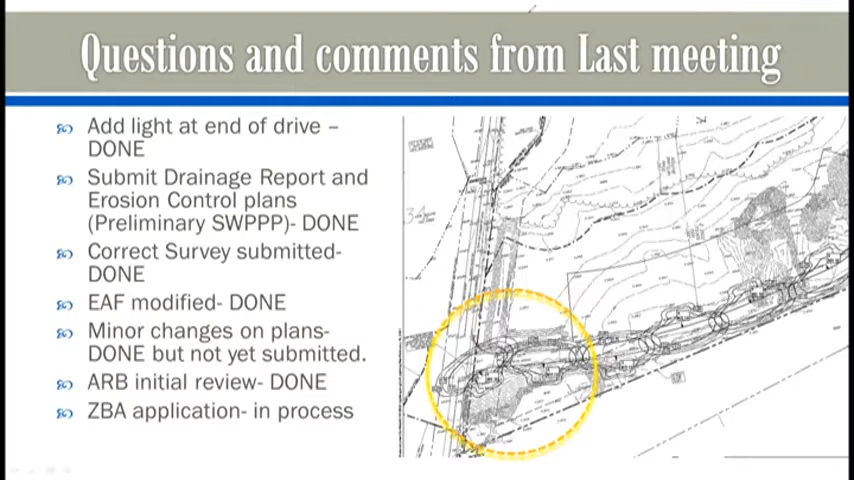 Questions and comments from Last meeting
Add light at end of drive –
DONE
Submit Drainage Report and
Erosion Control plans
(Preliminary SWPPP)- DONE
Correct Survey submitted-
DONE
EAF modified- DONE
Minor changes on plans-
DONE but not yet submitted.
ARB initial review- DONE
ZBA application- in process